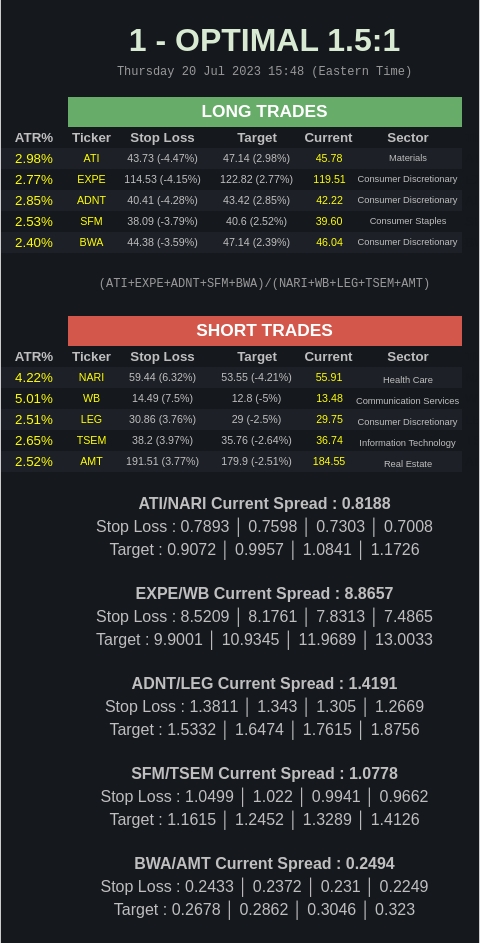 1 - OPTIMAL 1.5:1
Thursday 20 Jul 2023 15:48 (Eastern Time)
LONG TRADES
ATR% Ticker Stop Loss Target Current Sector
2.98% ATI 43.73 (-4.47%) 47.14 (2.98%) 45.78 Materials
2.77% EXPE 114.53 (-4.15%) 122.82 (2.77%) 119.51 Consumer Discretionary
2.85% ADNT 40.41 (-4.28%) 43.42 (2.85%) 42.22 Consumer Discretionary
2.53% SFM 38.09 (-3.79%) 40.6 (2.52%) 39.60 Consumer Staples
2.40% BWA 44.38 (-3.59%) 47.14 (2.39%) 46.04 Consumer Discretionary
(ATI+EXPE+ADNT+SFM+BWA)/(NARI+WB+LEG+TSEM+AMT)
SHORT TRADES
ATR% Ticker Stop Loss Target Current Sector
4.22% NARI 59.44 (6.32%) 53.55 (-4.21%) 55.91 Health Care
5.01% WB 14.49 (7.5%) 12.8 (-5%) 13.48 Communication Services
2.51% LEG 30.86 (3.76%) 29 (-2.5%) 29.75 Consumer Discretionary
2.65% TSEM 38.2 (3.97%) 35.76 (-2.64%) 36.74 Information Technology
2.52% AMT 191.51 (3.77%) 179.9 (-2.51%) 184.55 Real Estate
ATI/NARI Current Spread : 0.8188
Stop Loss : 0.7893 │ 0.7598 │ 0.7303 │ 0.7008
Target : 0.9072 │ 0.9957 │ 1.0841 │ 1.1726
EXPE/WB Current Spread : 8.8657
Stop Loss : 8.5209 │ 8.1761 │ 7.8313 │ 7.4865
Target : 9.9001 │ 10.9345 │ 11.9689 │ 13.0033
ADNT/LEG Current Spread : 1.4191
Stop Loss : 1.3811 │ 1.343 │ 1.305 │ 1.2669
Target : 1.5332 │ 1.6474 │ 1.7615 │ 1.8756
SFM/TSEM Current Spread : 1.0778
Stop Loss : 1.0499 │ 1.022 │ 0.9941 │ 0.9662
Target : 1.1615 │ 1.2452 │ 1.3289 │ 1.4126
BWA/AMT Current Spread : 0.2494
Stop Loss : 0.2433 │ 0.2372 │ 0.231 │ 0.2249
Target : 0.2678 │ 0.2862 │ 0.3046 │ 0.323